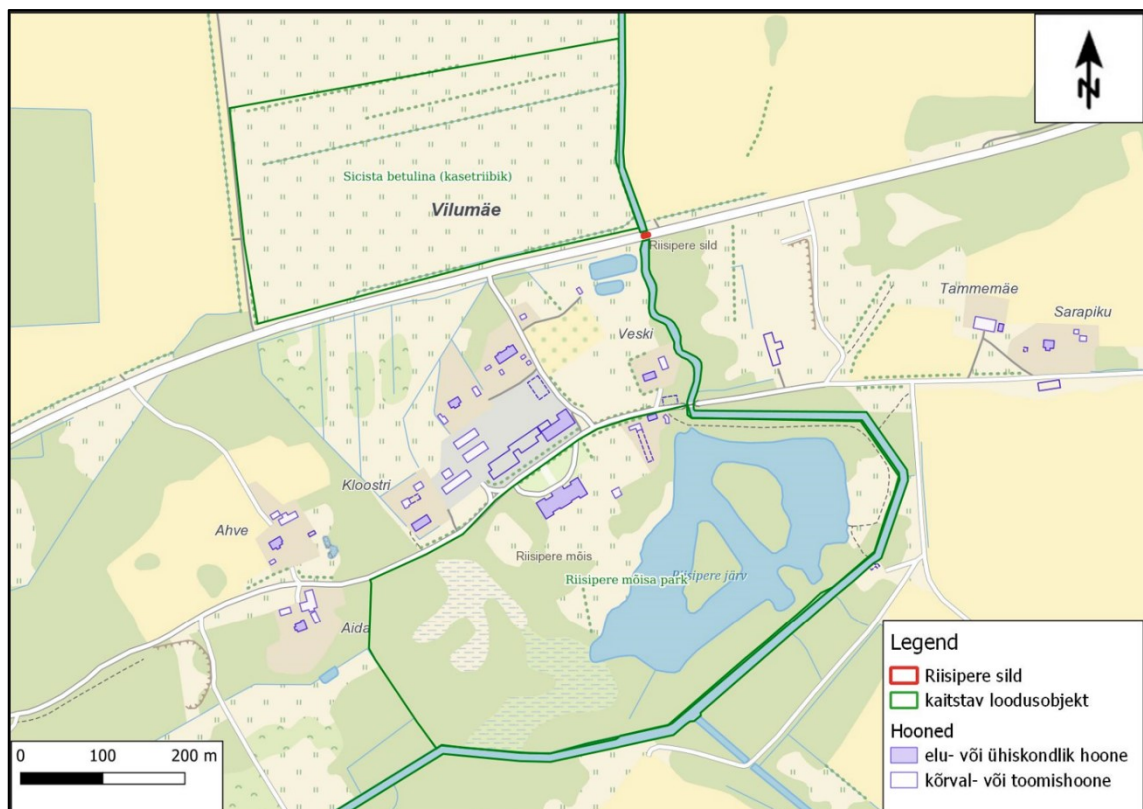 N
Sicista betulina (kasetriibik)
Vilumäe
Riisipere sild
Tammemäe
Sarapiku
Veski
Kloostri
Ahve
Riisipere mõis
Riisipere mõisa park
Riisipere järv
Aida
Legend
Riisipere sild
kaitstav loodusobjekt
Hooned
elu- või ühiskondlik hoone
kõrval- või toomishoone
0 100 200 m